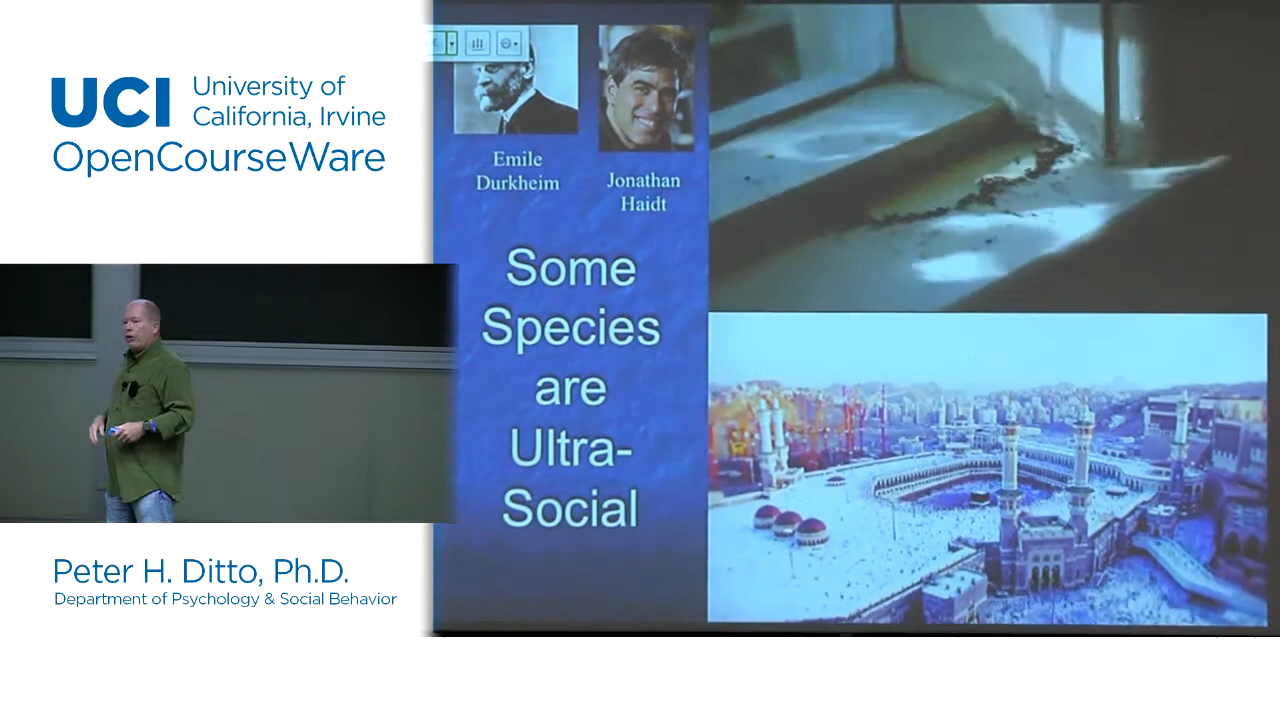 UCI
University of
California, Irvine
OpenCourseWare
Emile
Durkheim
Jonathan
Haidt
Some
Species
are
Ultra-
Social
Peter H. Ditto, Ph.D.
Department of Psychology & Social Behavior